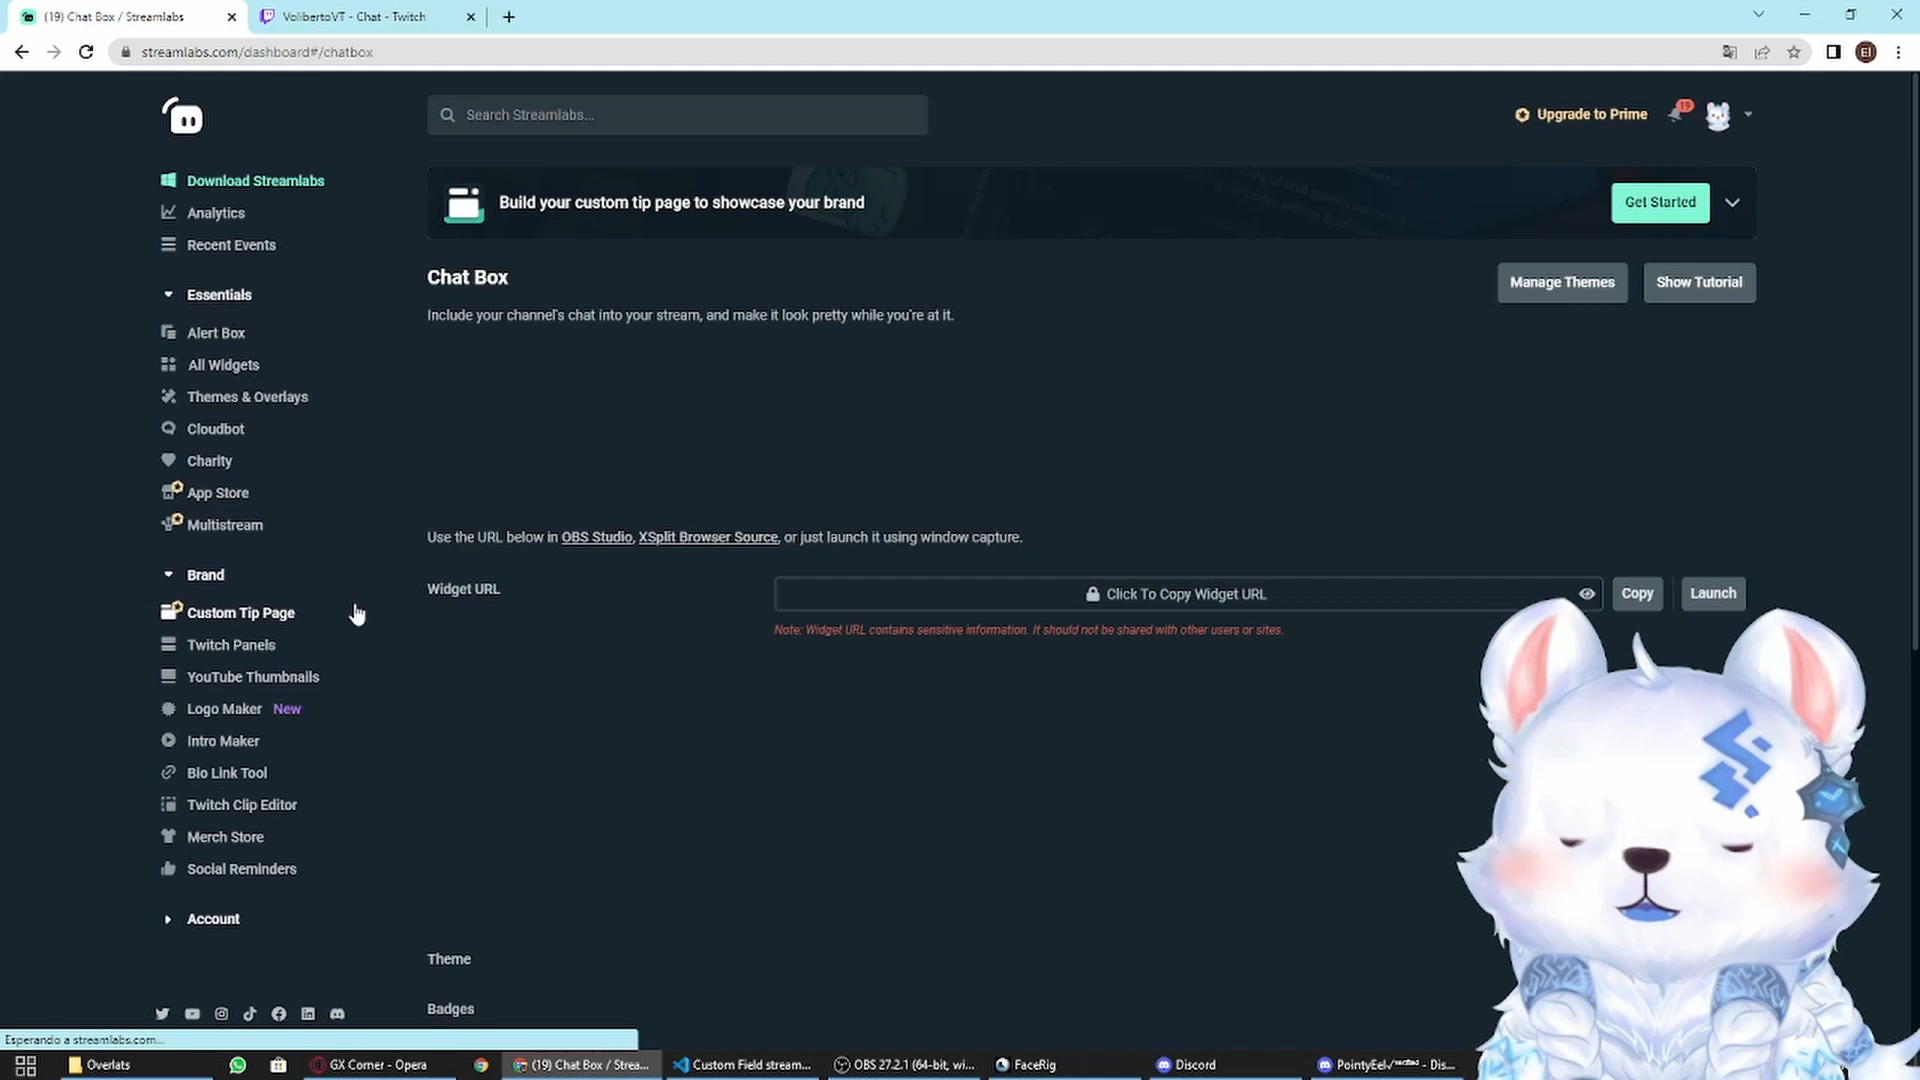 (19) Chat Box / Streamlabs
VolibertoVT - Chat - Twitch
streamlabs.com/dashboard#/chatbox
EI
Search Streamlabs...
Upgrade to Prime
19
Download Streamlabs
Analytics
Recent Events
Essentials
Alert Box
All Widgets
Themes & Overlays
Cloudbot
Charity
App Store
Multistream
Brand
Custom Tip Page
Twitch Panels
YouTube Thumbnails
Logo Maker New
Intro Maker
Bio Link Tool
Twitch Clip Editor
Merch Store
Social Reminders
Account
Build your custom tip page to showcase your brand
Get Started
Chat Box
Manage Themes
Show Tutorial
Include your channel's chat into your stream, and make it look pretty while you're at it.
Use the URL below in OBS Studio, XSplit Browser Source, or just launch it using window capture.
Widget URL
Click To Copy Widget URL
Copy
Launch
Note: Widget URL contains sensitive information. It should not be shared with other users or sites.
Theme
Badges
Esperando a streamlabs.com...
Overlats
GX Corner - Opera
(19) Chat Box / Strea...
Custom Field stream...
OBS 27.2.1 (64-bit, wi...
FaceRig
Discord
PointyEel - Dis...